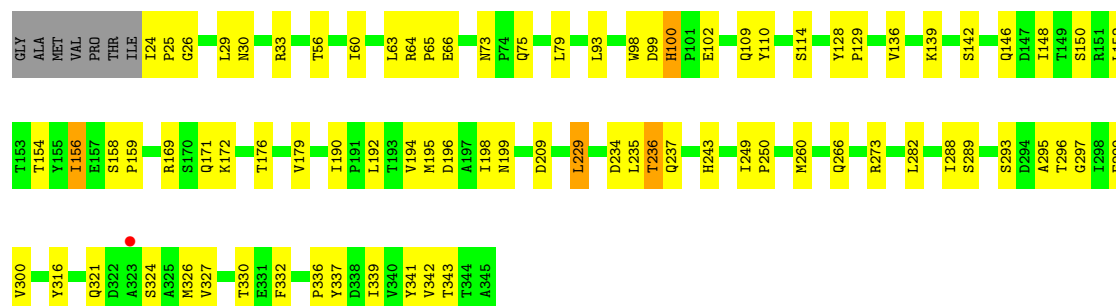 GLY ALA MET VAL PRO THR ILE I24 P25 G26 L29 N30 R33 T56 I60 L63 R64 P65 E66 N73 P74 Q75 L79 L93 W98 D99 H100 P101 E102 Q109 Y110 S114 Y128 P129 V136 K139 S142 Q146 D147 I148 T149 S150 R151
T153 T154 Y155 I156 E157 S158 P159 R169 S170 Q171 K172 T176 V179 I190 P191 L192 T193 V194 M195 D196 A197 I198 N199 D209 L229 D234 L235 T236 Q237 H243 I249 P250 M260 Q266 R273 L282 I288 S289 S293 D294 A295 T296 G297 I298
V300 Y316 Q321 D322 A323 S324 A325 M326 V327 T330 E331 F332 P336 Y337 D338 I339 V340 Y341 V342 T343 T344 A345